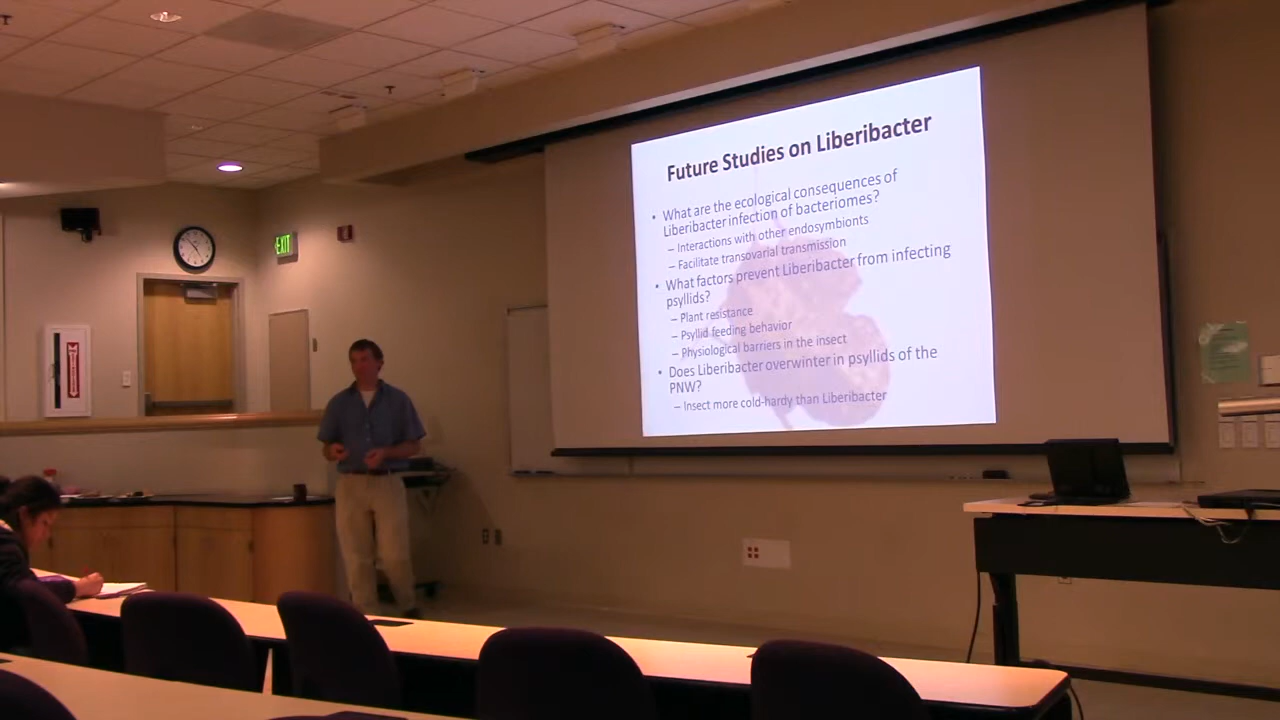 Future Studies on Liberibacter
• What are the ecological consequences of
Liberibacter infection of bacteriomes?
– Interactions with other endosymbionts
– Facilitate transovarial transmission
• What factors prevent Liberibacter from infecting
psyllids?
– Plant resistance
– Psyllid feeding behavior
– Physiological barriers in the insect
• Does Liberibacter overwinter in psyllids of the
PNW?
– Insect more cold-hardy than Liberibacter
EXIT